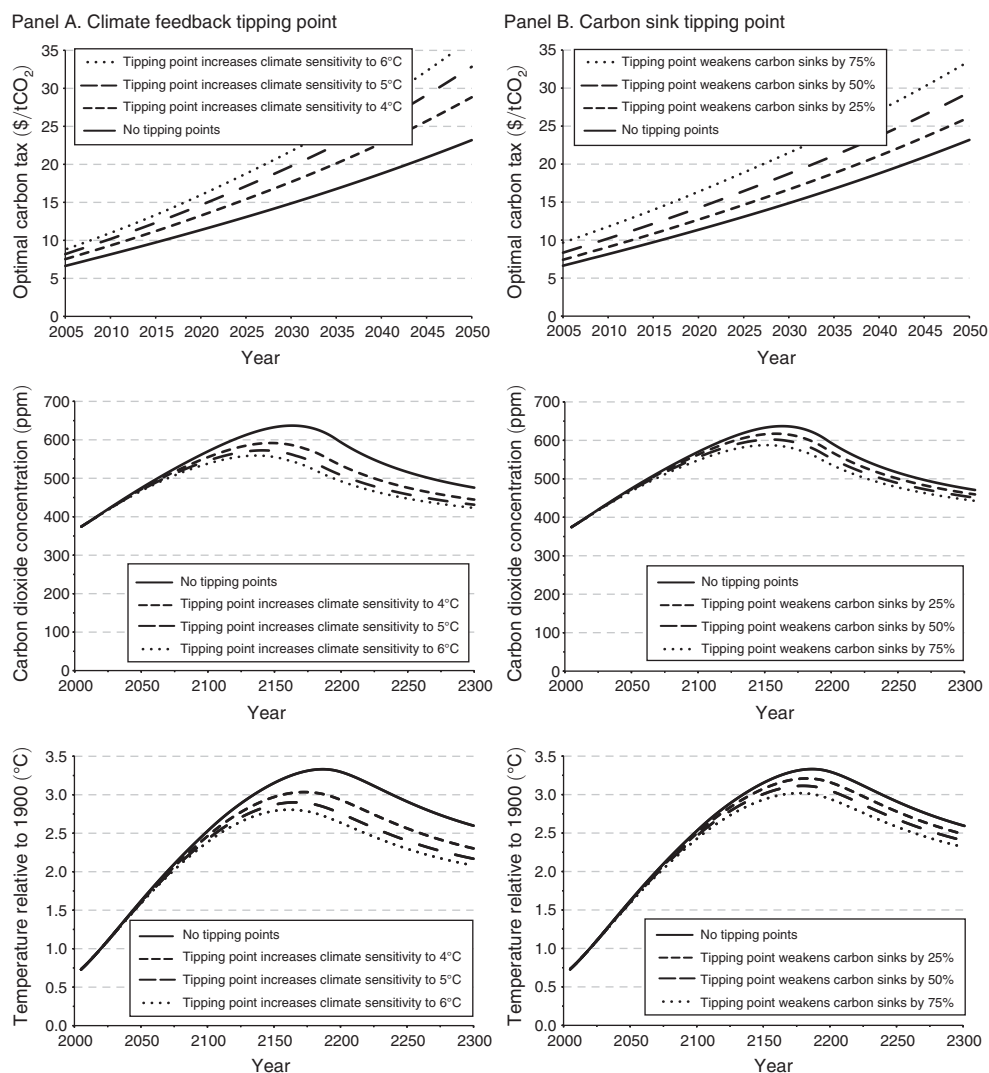 Panel A. Climate feedback tipping point
Optimal carbon tax ($/tCO₂)
35
30
25
20
15
10
5
0
Tipping point increases climate sensitivity to 6°C
Tipping point increases climate sensitivity to 5°C
Tipping point increases climate sensitivity to 4°C
No tipping points
2005 2010 2015 2020 2025 2030 2035 2040 2045 2050
Year
Panel B. Carbon sink tipping point
Optimal carbon tax ($/tCO₂)
35
30
25
20
15
10
5
0
Tipping point weakens carbon sinks by 75%
Tipping point weakens carbon sinks by 50%
Tipping point weakens carbon sinks by 25%
No tipping points
2005 2010 2015 2020 2025 2030 2035 2040 2045 2050
Year
Carbon dioxide concentration (ppm)
700
600
500
400
300
200
100
0
No tipping points
Tipping point increases climate sensitivity to 4°C
Tipping point increases climate sensitivity to 5°C
Tipping point increases climate sensitivity to 6°C
2000 2050 2100 2150 2200 2250 2300
Year
Carbon dioxide concentration (ppm)
700
600
500
400
300
200
100
0
No tipping points
Tipping point weakens carbon sinks by 25%
Tipping point weakens carbon sinks by 50%
Tipping point weakens carbon sinks by 75%
2000 2050 2100 2150 2200 2250 2300
Year
Temperature relative to 1900 (°C)
3.5
3.0
2.5
2.0
1.5
1.0
0.5
0.0
No tipping points
Tipping point increases climate sensitivity to 4°C
Tipping point increases climate sensitivity to 5°C
Tipping point increases climate sensitivity to 6°C
2000 2050 2100 2150 2200 2250 2300
Year
Temperature relative to 1900 (°C)
3.5
3.0
2.5
2.0
1.5
1.0
0.5
0.0
No tipping points
Tipping point weakens carbon sinks by 25%
Tipping point weakens carbon sinks by 50%
Tipping point weakens carbon sinks by 75%
2000 2050 2100 2150 2200 2250 2300
Year